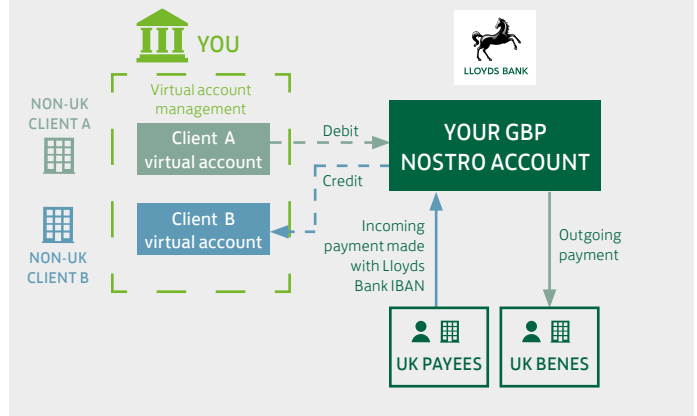 YOU
LLOYDS BANK
Virtual account
management
NON-UK
CLIENT A
Client A
virtual account
Debit
YOUR GBP
NOSTRO ACCOUNT
Credit
Client B
virtual account
NON-UK
CLIENT B
Incoming
payment made
with Lloyds
Bank IBAN
Outgoing
payment
UK PAYEES
UK BENES